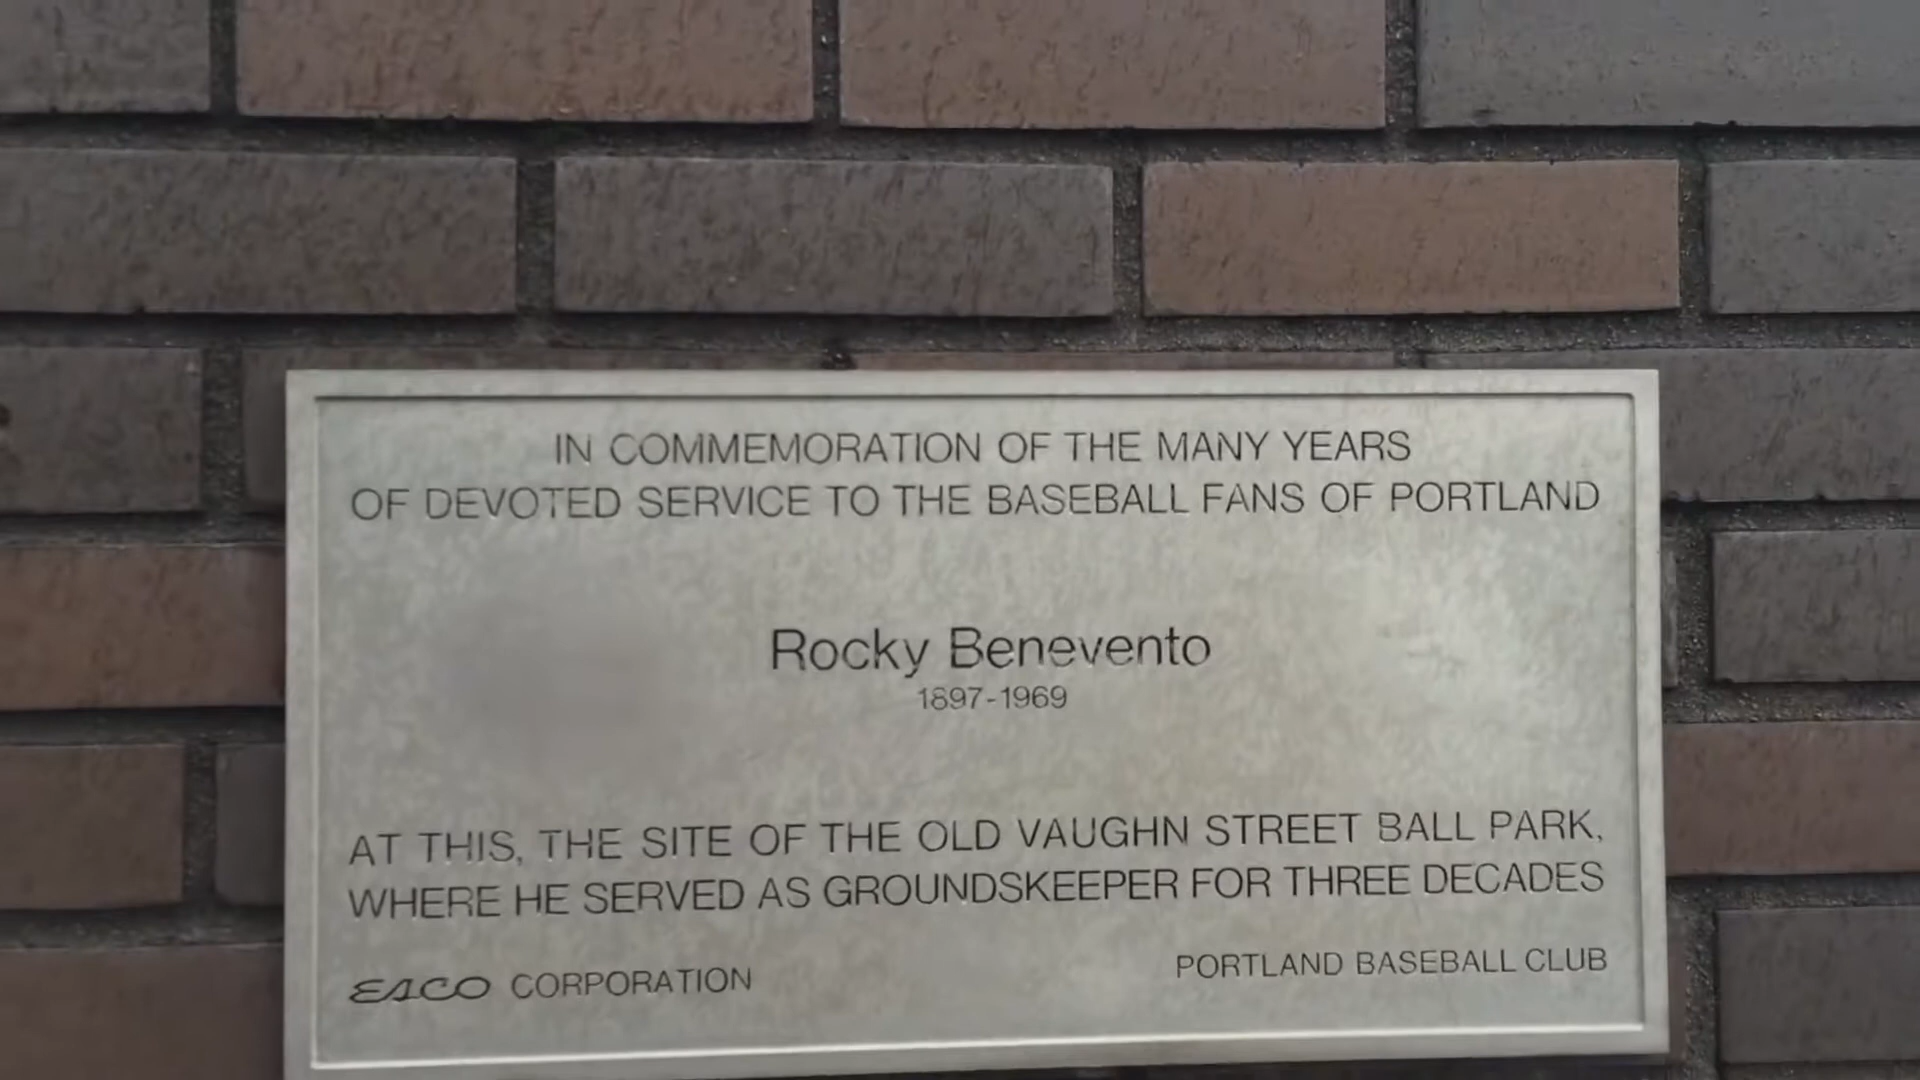 IN COMMEMORATION OF THE MANY YEARS
OF DEVOTED SERVICE TO THE BASEBALL FANS OF PORTLAND
Rocky Benevento
1897-1969
AT THIS, THE SITE OF THE OLD VAUGHN STREET BALL PARK,
WHERE HE SERVED AS GROUNDSKEEPER FOR THREE DECADES
ESCO CORPORATION
PORTLAND BASEBALL CLUB